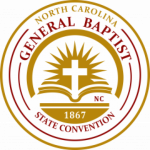 NORTH CAROLINA
GENERAL BAPTIST
NC
1867
STATE CONVENTION